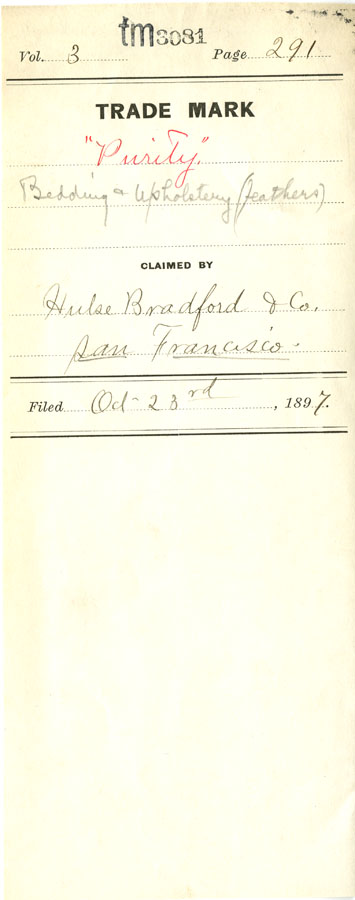 tm3081
Vol. 3 Page 291
TRADE MARK
"Purity".
Bedding & Upholstery (feathers)
CLAIMED BY
Hulse Bradford & Co.
San Francisco.
Filed Oct 23rd, 1897.